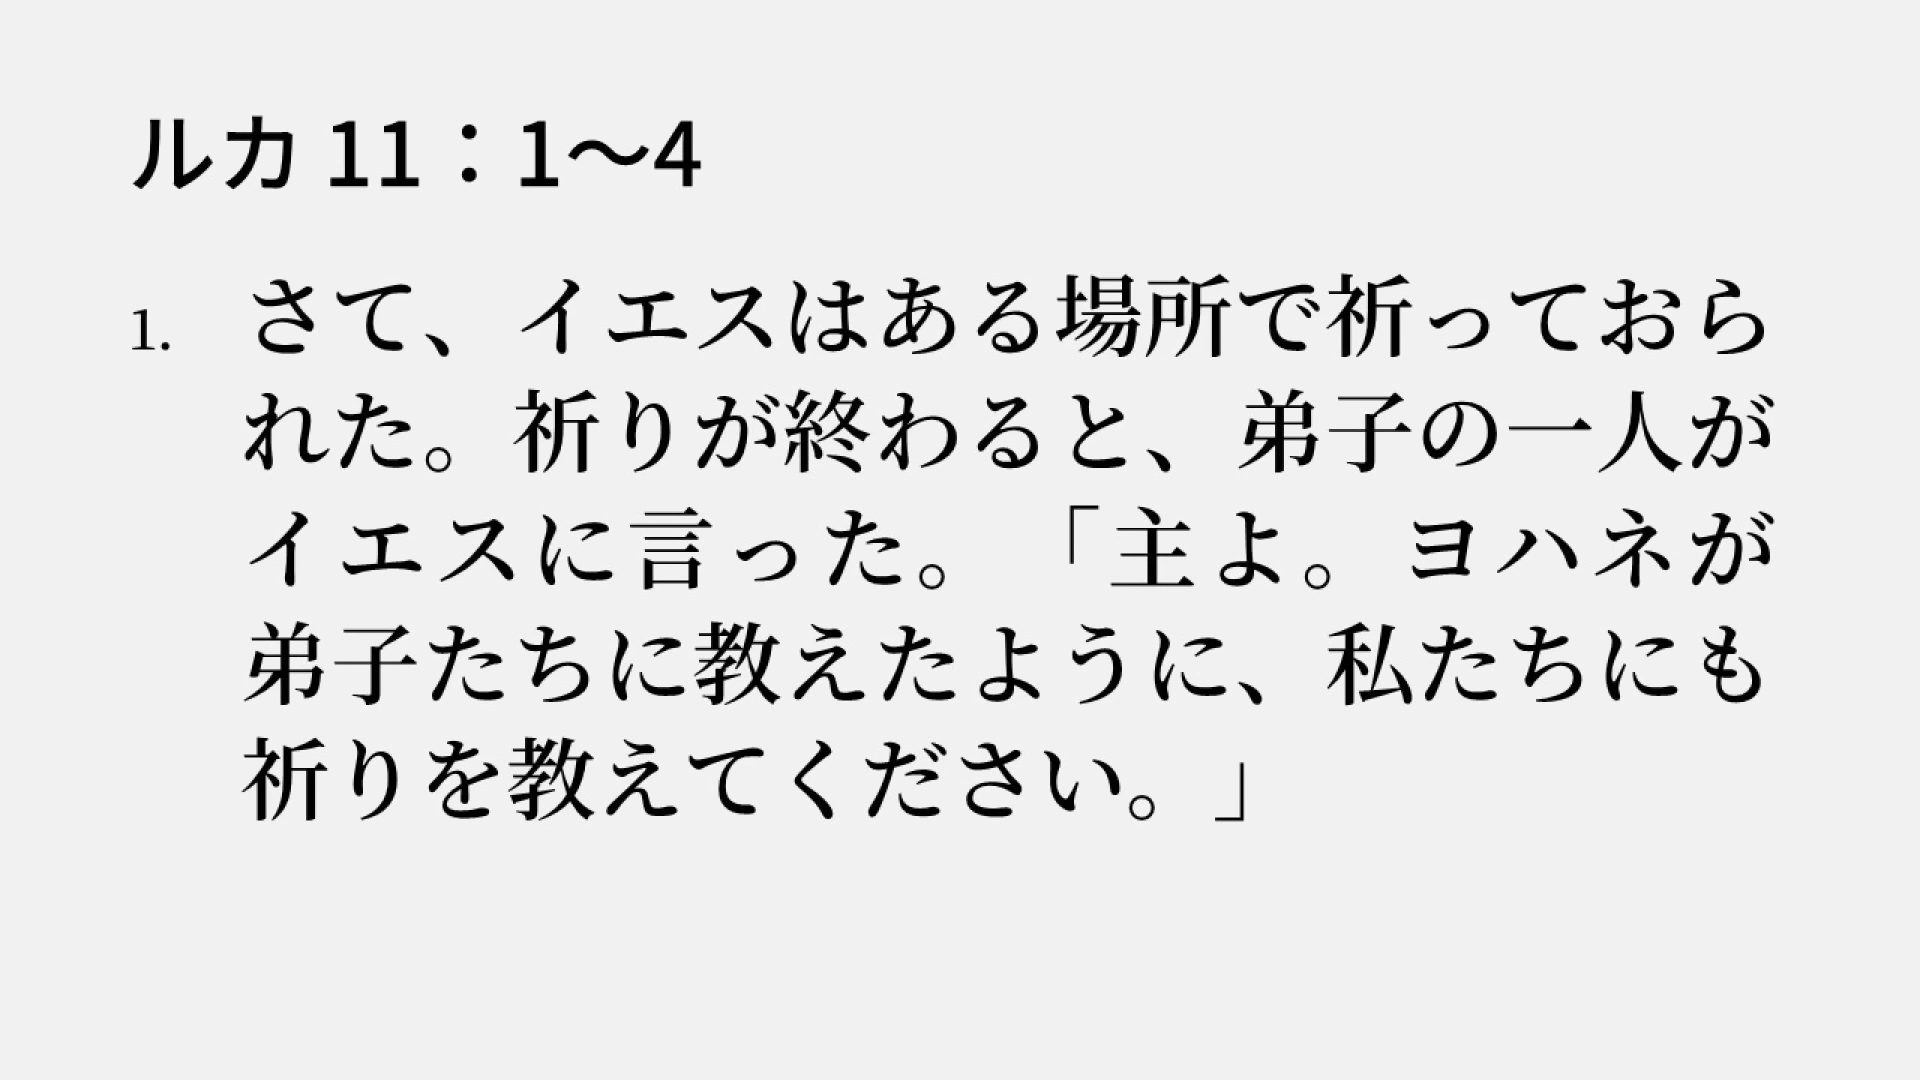 ルカ 11：1〜4
1. さて、イエスはある場所で祈っておら
れた。祈りが終わると、弟子の一人が
イエスに言った。「主よ。ヨハネが
弟子たちに教えたように、私たちにも
祈りを教えてください。」